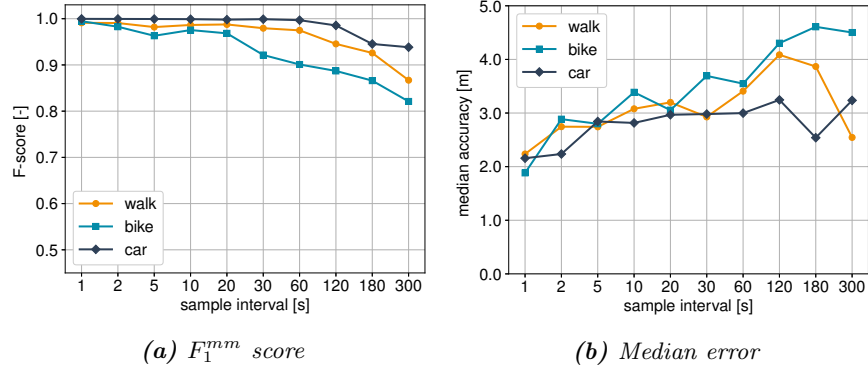 1.0
0.9
0.8
1.0
0.6
0.5
F-score [-]
walk
bike
car
1 2 5 10 20 30 60 120 180 300
sample interval [s]
(a) F₁ᵐᵐ score
5.0
4.0
3.0
2.0
1.0
0.0
median accuracy [m]
walk
bike
car
1 2 5 10 20 30 60 120 180 300
sample interval [s]
(b) Median error